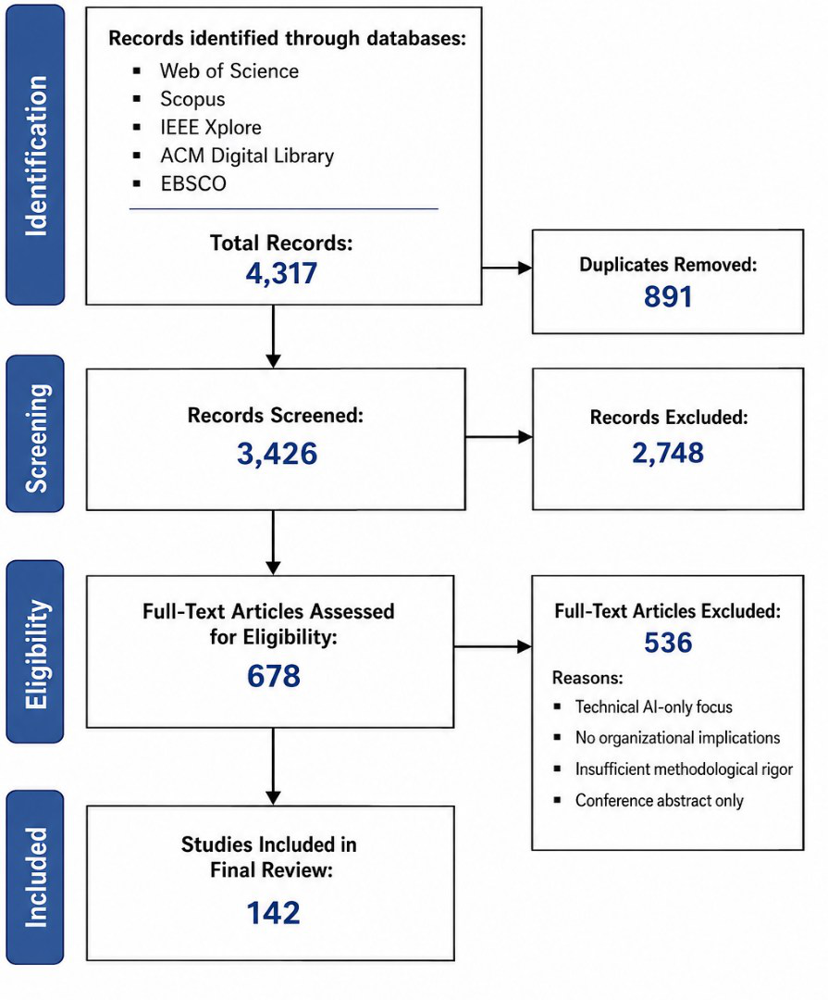 Identification
Records identified through databases:
▪ Web of Science
▪ Scopus
▪ IEEE Xplore
▪ ACM Digital Library
▪ EBSCO
Total Records:
4,317
Duplicates Removed:
891
Screening
Records Screened:
3,426
Records Excluded:
2,748
Eligibility
Full-Text Articles Assessed
for Eligibility:
678
Full-Text Articles Excluded:
536
Reasons:
▪ Technical AI-only focus
▪ No organizational implications
▪ Insufficient methodological rigor
▪ Conference abstract only
Included
Studies Included in
Final Review:
142